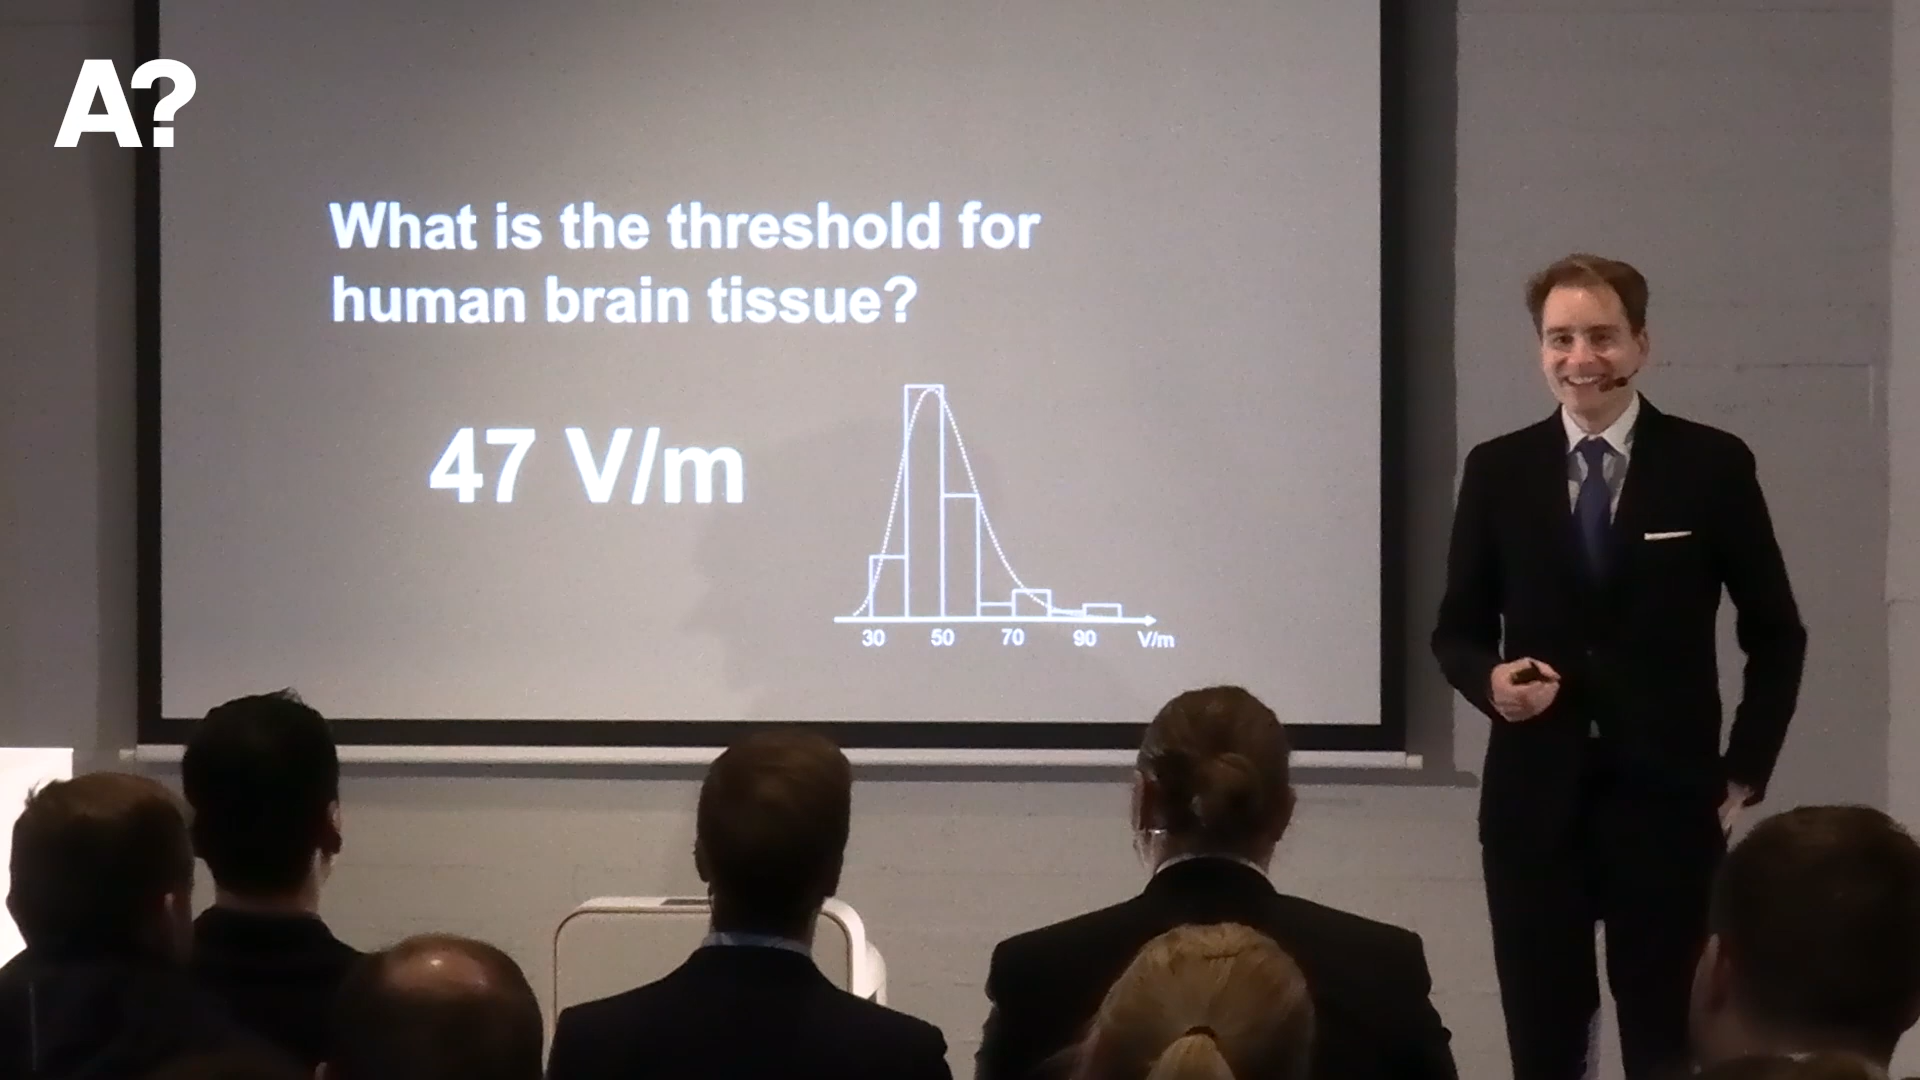 A?
What is the threshold for
human brain tissue?
47 V/m
30 50 70 90 V/m